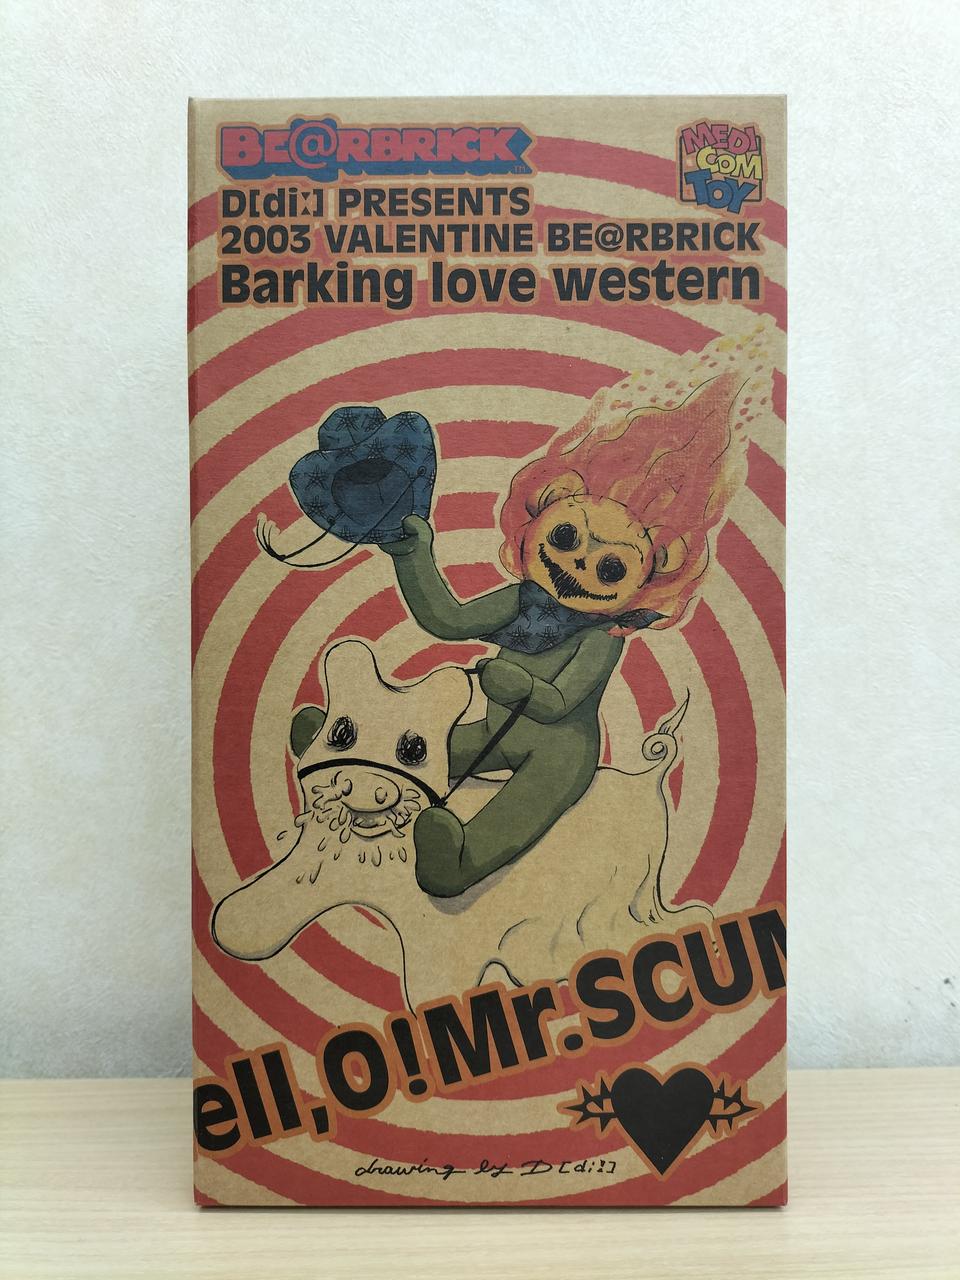 BE@RBRICK™
MEDI
COM
TOY
D[di:] PRESENTS
2003 VALENTINE BE@RBRICK
Barking love western
ell,O!Mr.SCUM
drawing by D[di:]